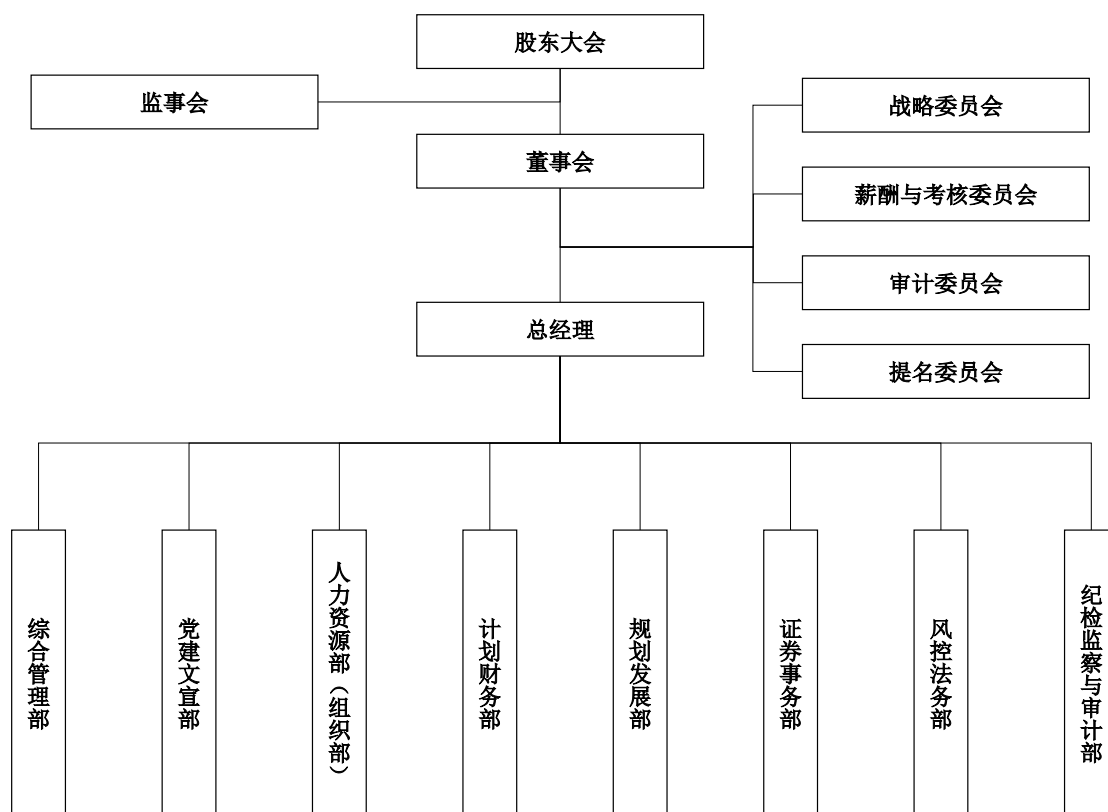 股东大会
监事会
战略委员会
董事会
薪酬与考核委员会
审计委员会
总经理
提名委员会
综合管理部
党建文宣部
人力资源部（组织部）
计划财务部
规划发展部
证券事务部
风控法务部
纪检监察与审计部